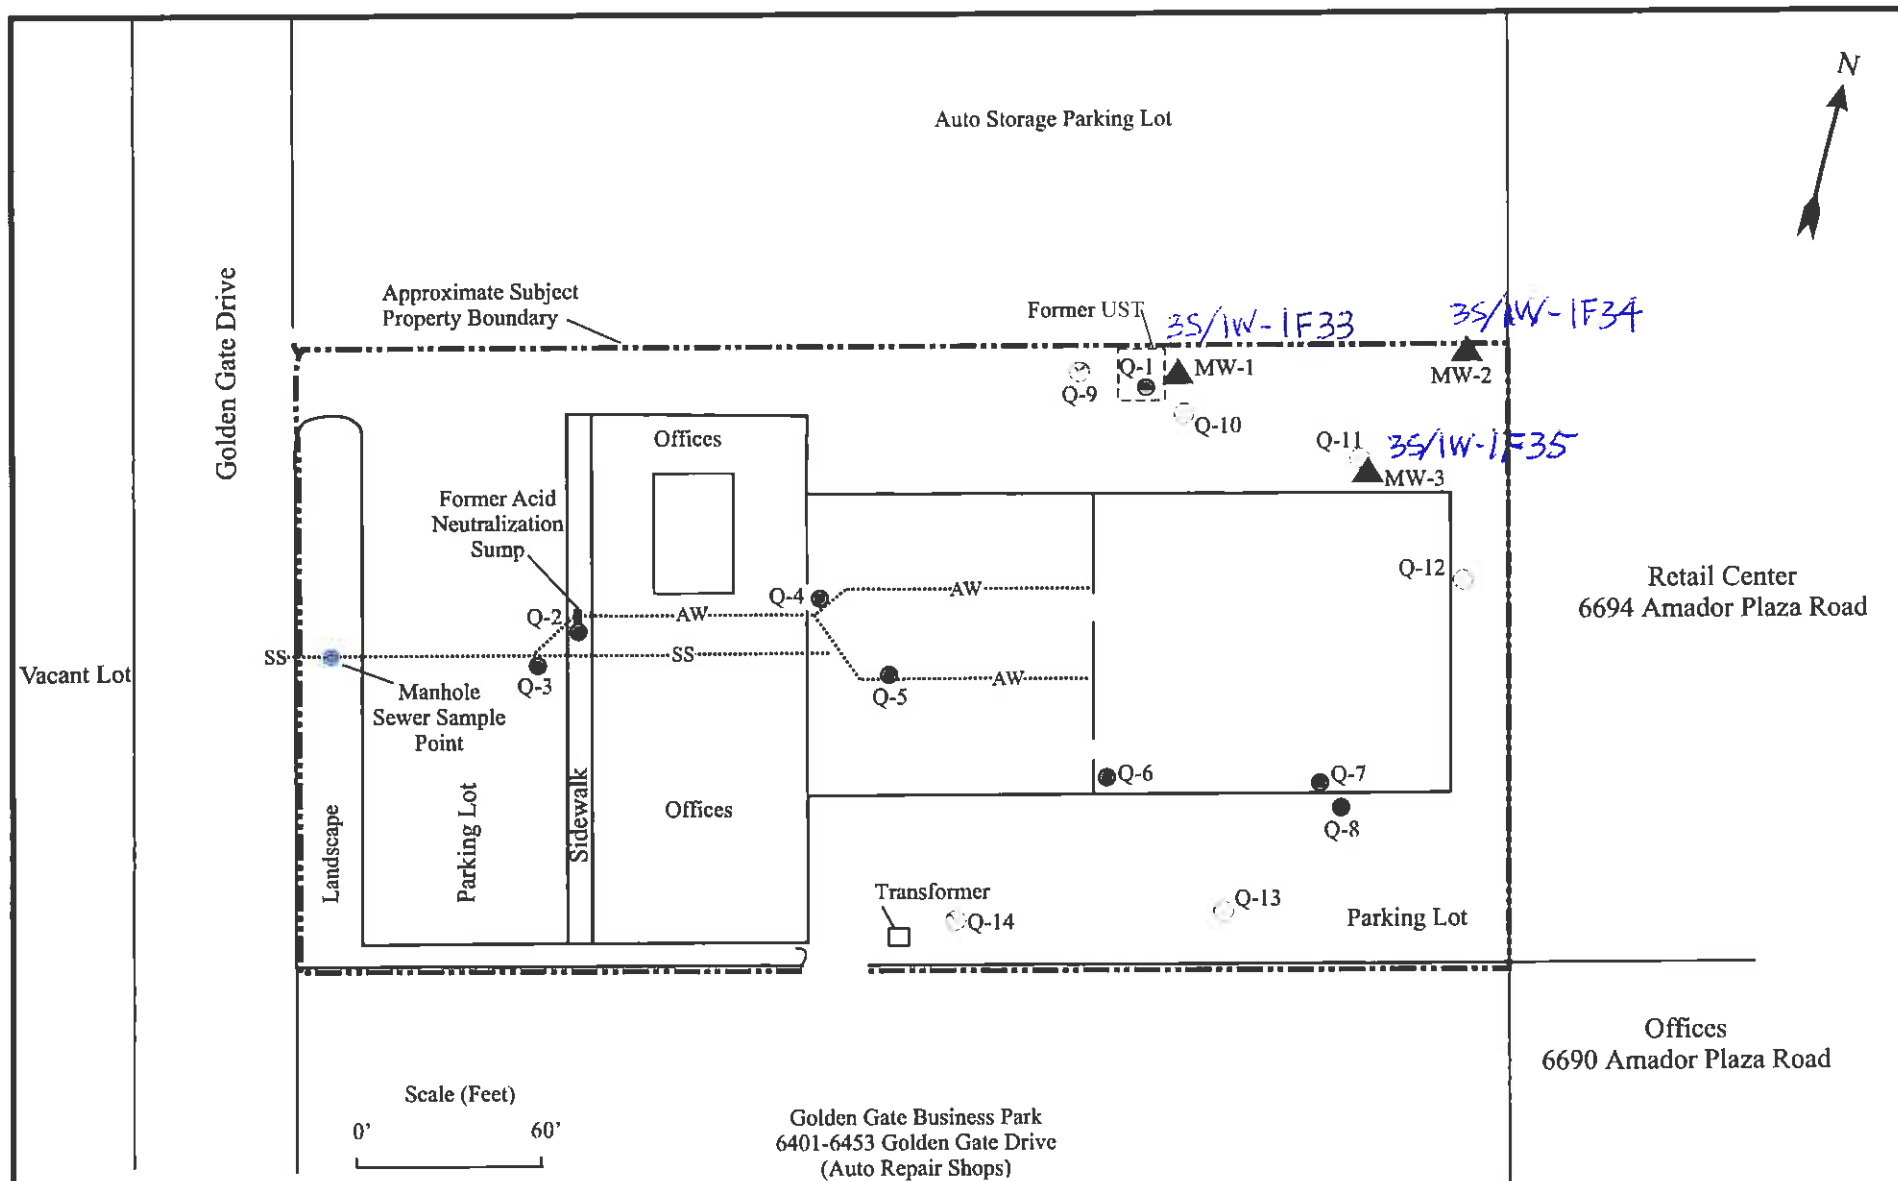 N
Auto Storage Parking Lot
Golden Gate Drive
Approximate Subject
Property Boundary
Former UST
3S/1W-1F33
3S/1W-1F34
Q-1
MW-1
MW-2
Q-9
Q-10
Q-11
3S/1W-1F35
MW-3
Offices
Former Acid
Neutralization
Sump
Q-12
Retail Center
6694 Amador Plaza Road
Q-2
AW
Q-4
AW
SS
SS
Vacant Lot
Q-3
Q-5
AW
Manhole
Sewer Sample
Point
Q-6
Q-7
Q-8
Landscape
Parking Lot
Sidewalk
Offices
Transformer
Q-14
Q-13
Parking Lot
Offices
6690 Amador Plaza Road
Scale (Feet)
0'
60'
Golden Gate Business Park
6401-6453 Golden Gate Drive
(Auto Repair Shops)